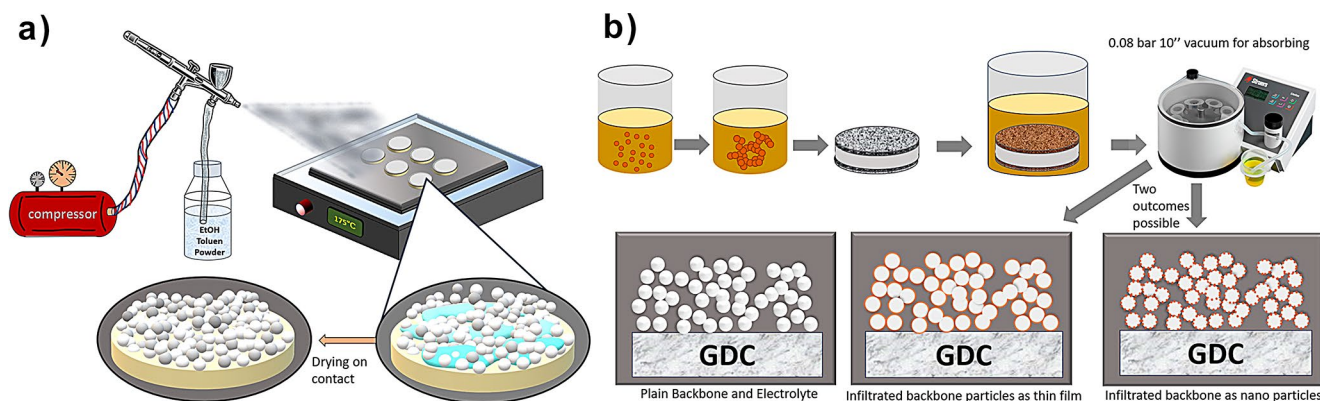 a)
compressor
EtOH
Toluen
Powder
175°C
Drying on
contact
b)
0.08 bar 10'' vacuum for absorbing
Struers
Two
outcomes
possible
GDC
GDC
GDC
Plain Backbone and Electrolyte
Infiltrated backbone particles as thin film
Infiltrated backbone as nano particles